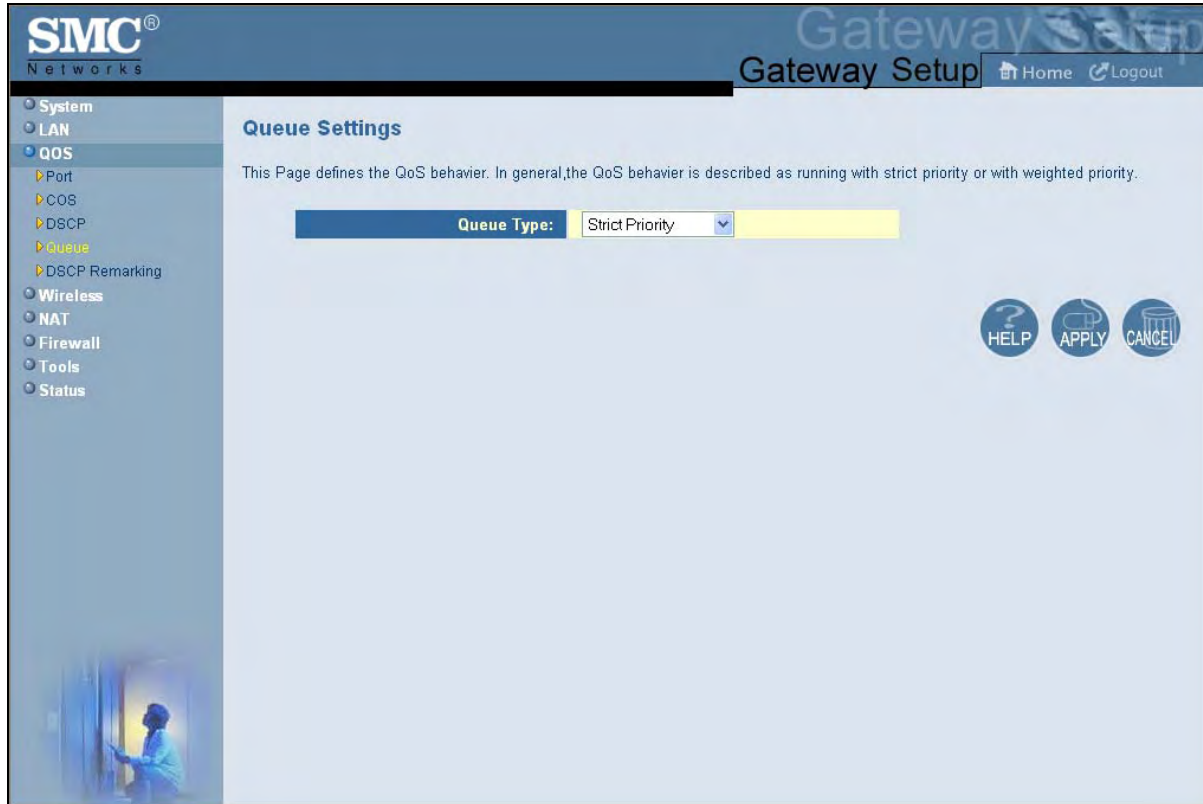 SMC®
Networks
Gateway Setup
Gateway Setup
Home
Logout
System
LAN
QOS
Port
COS
DSCP
Queue
DSCP Remarking
Wireless
NAT
Firewall
Tools
Status
Queue Settings
This Page defines the QoS behavier. In general,the QoS behavier is described as running with strict priority or with weighted priority.
Queue Type: Strict Priority
HELP
APPLY
CANCEL